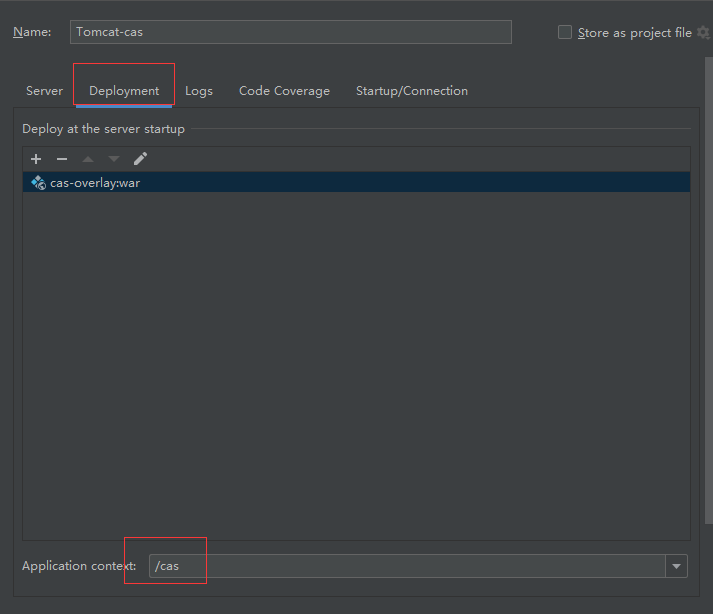 Name: Tomcat-cas Store as project file
Server Deployment Logs Code Coverage Startup/Connection
Deploy at the server startup
cas-overlay:war
Application context: /cas